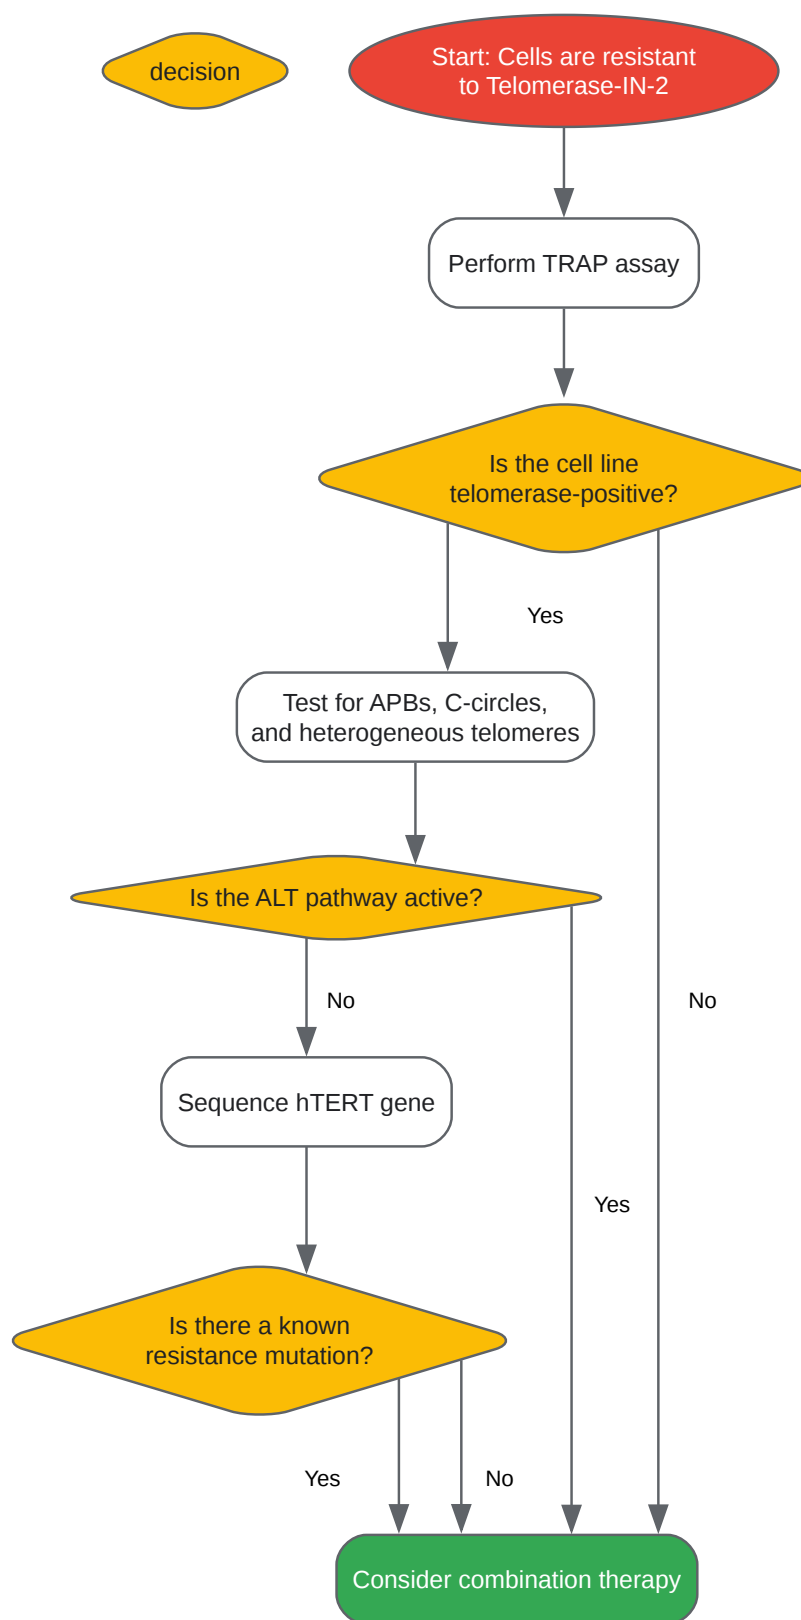 decision
Start: Cells are resistant
to Telomerase-IN-2
Perform TRAP assay
Is the cell line
telomerase-positive?
Yes
Test for APBs, C-circles,
and heterogeneous telomeres
Is the ALT pathway active?
No
No
Sequence hTERT gene
Yes
Is there a known
resistance mutation?
Yes
No
Consider combination therapy